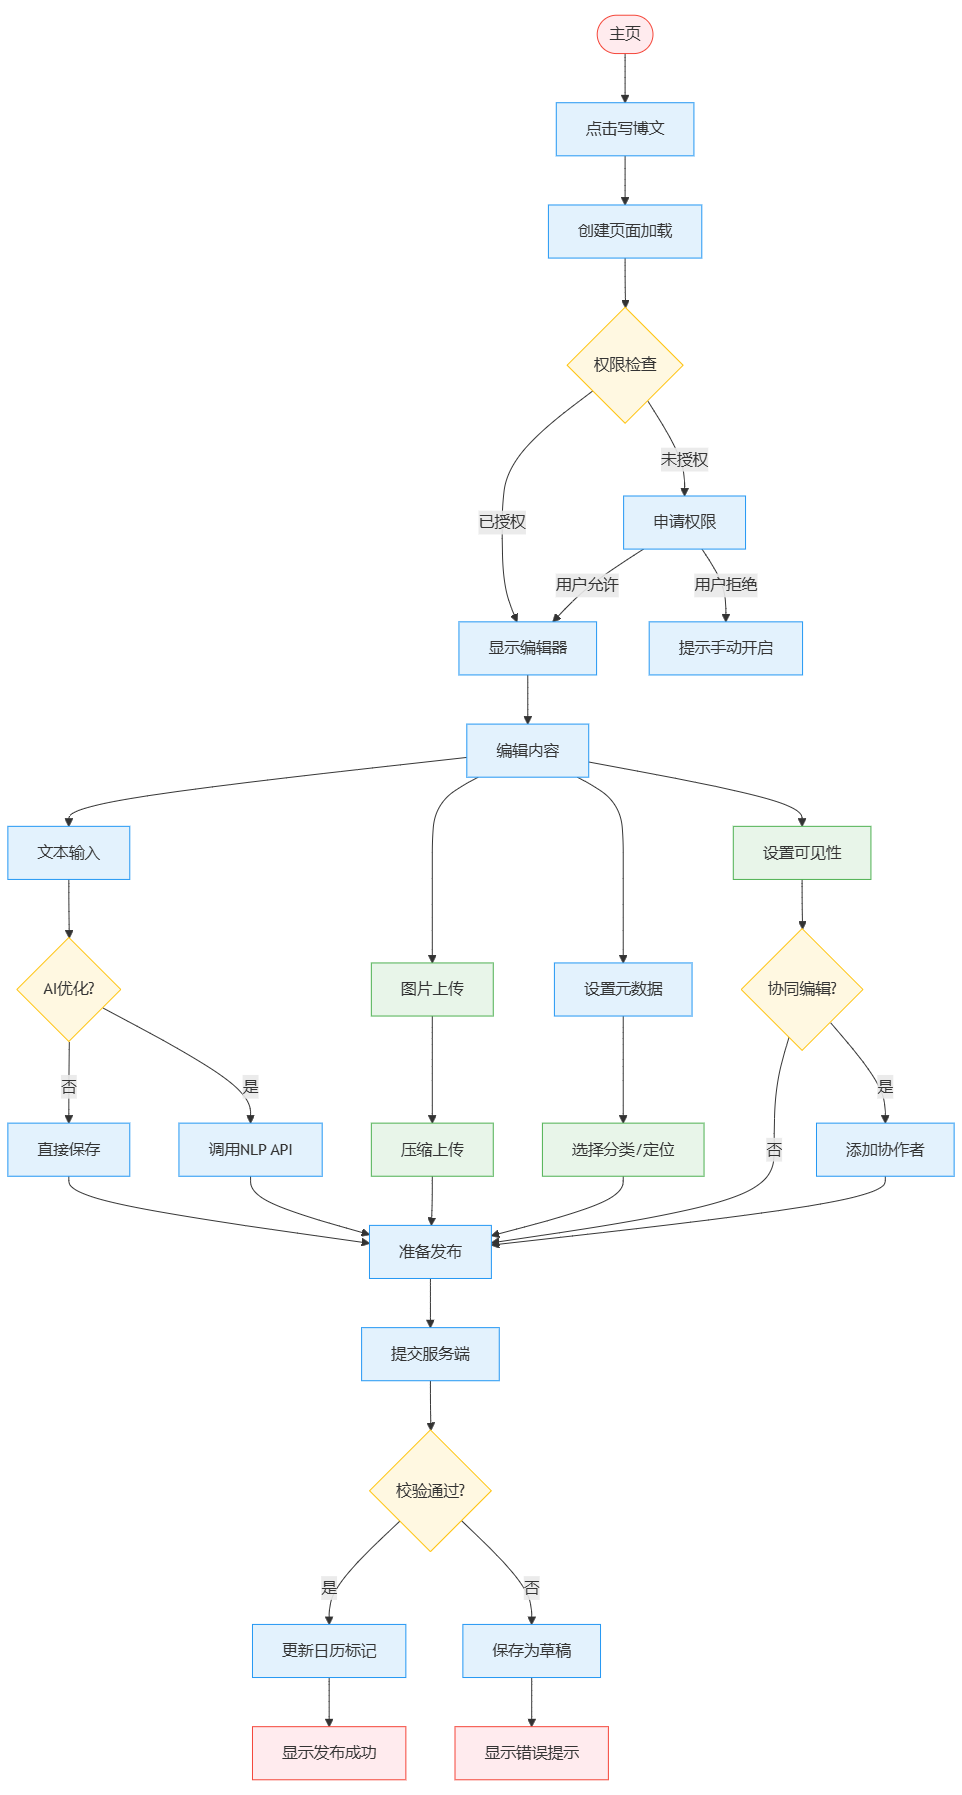 主页
点击写博文
创建页面加载
权限检查
未授权
已授权
申请权限
用户允许
用户拒绝
显示编辑器
提示手动开启
编辑内容
文本输入
设置可见性
AI优化?
图片上传
设置元数据
协同编辑?
否
是
是
直接保存
调用NLP API
压缩上传
选择分类/定位
否
添加协作者
准备发布
提交服务端
校验通过?
是
否
更新日历标记
保存为草稿
显示发布成功
显示错误提示